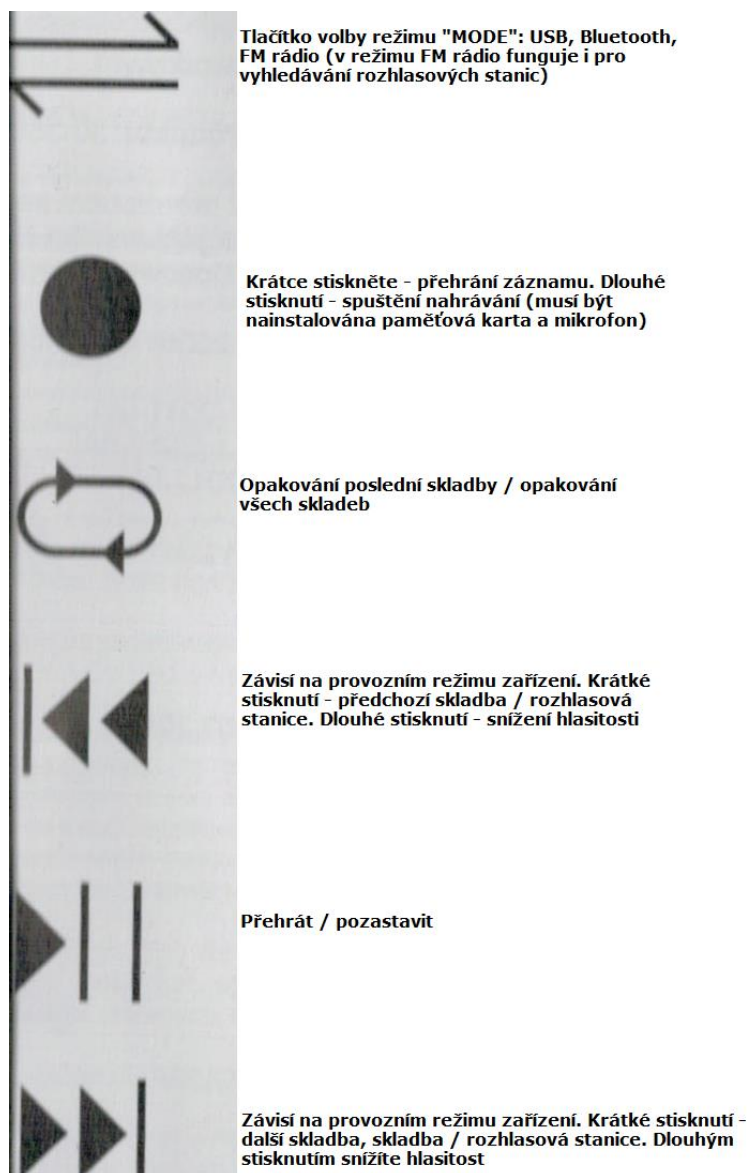 Tlačítko volby režimu "MODE": USB, Bluetooth,
FM rádio (v režimu FM rádio funguje i pro
vyhledávání rozhlasových stanic)
Krátce stiskněte - přehrání záznamu. Dlouhé
stisknutí - spuštění nahrávání (musí být
nainstalována paměťová karta a mikrofon)
Opakování poslední skladby / opakování
všech skladeb
Závisí na provozním režimu zařízení. Krátké
stisknutí - předchozí skladba / rozhlasová
stanice. Dlouhé stisknutí - snížení hlasitosti
Přehrát / pozastavit
Závisí na provozním režimu zařízení. Krátké stisknutí -
další skladba, skladba / rozhlasová stanice. Dlouhým
stisknutím snížíte hlasitost